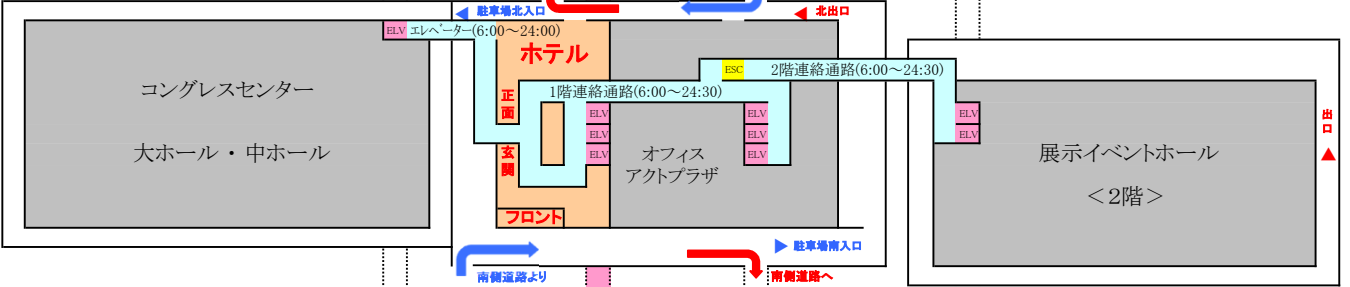 駐車場北入口
北出口
ELV エレベーター(6:00～24:00)
ホテル
ESC 2階連絡通路(6:00～24:30)
コングレスセンター
大ホール ・ 中ホール
正面
玄関
1階連絡通路(6:00～24:30)
ELV
ELV
ELV
ELV
ELV
ELV
オフィス
アクトプラザ
ELV
ELV
展示イベントホール
＜2階＞
出口
フロント
駐車場南入口
南側道路より
南側道路へ